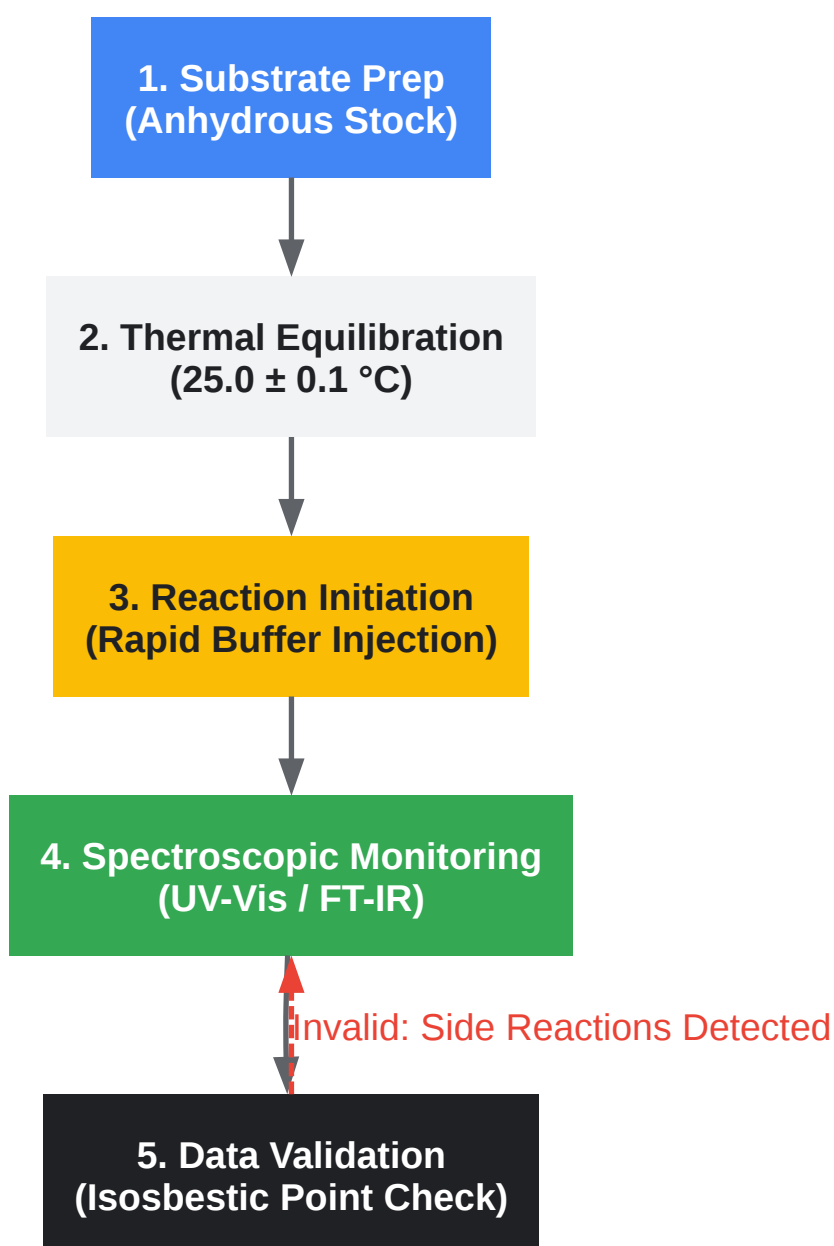 1. Substrate Prep
(Anhydrous Stock)
2. Thermal Equilibration
(25.0 ± 0.1 °C)
3. Reaction Initiation
(Rapid Buffer Injection)
4. Spectroscopic Monitoring
(UV-Vis / FT-IR)
Invalid: Side Reactions Detected
5. Data Validation
(Isosbestic Point Check)